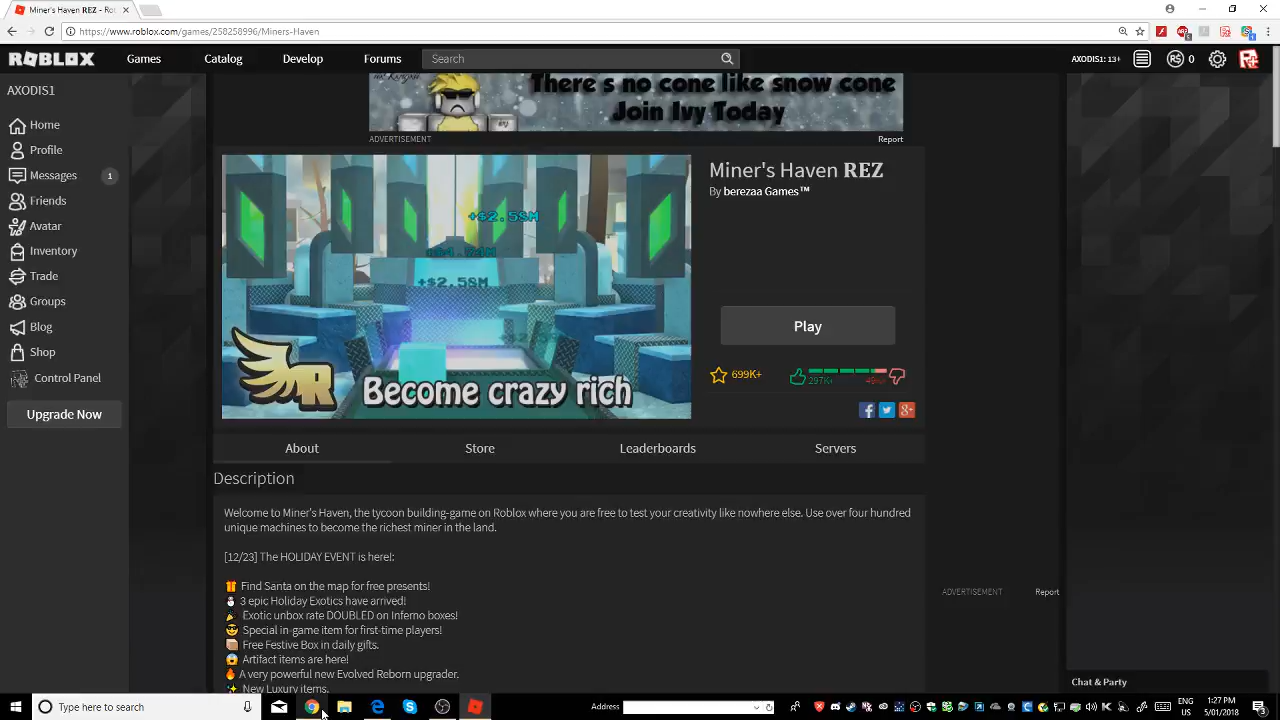 Miner's Haven REZ - Ro
https://www.roblox.com/games/258258996/Miners-Haven
ROBLOX
Games
Catalog
Develop
Forums
Search
AXODIS1: 13+
R$ 0
AXODIS1
Home
Profile
Messages 1
Friends
Avatar
Inventory
Trade
Groups
Blog
Shop
Control Panel
Upgrade Now
There's no cone like snow cone
Join Ivy Today
ADVERTISEMENT
Report
+$2.58M
+$2.58M
R
Become crazy rich
Miner's Haven REZ
By berezaa Games™
Play
699K+
297K+
About
Store
Leaderboards
Servers
Description
Welcome to Miner's Haven, the tycoon building-game on Roblox where you are free to test your creativity like nowhere else. Use over four hundred
unique machines to become the richest miner in the land.
[12/23] The HOLIDAY EVENT is here!:
🎁 Find Santa on the map for free presents!
⛄ 3 epic Holiday Exotics have arrived!
🎉 Exotic unbox rate DOUBLED on Inferno boxes!
😎 Special in-game item for first-time players!
📦 Free Festive Box in daily gifts.
😱 Artifact items are here!
🔥 A very powerful new Evolved Reborn upgrader.
✨ New Luxury items.
ADVERTISEMENT
Report
Chat & Party
Type here to search
Address
ENG
US
1:27 PM
5/01/2018